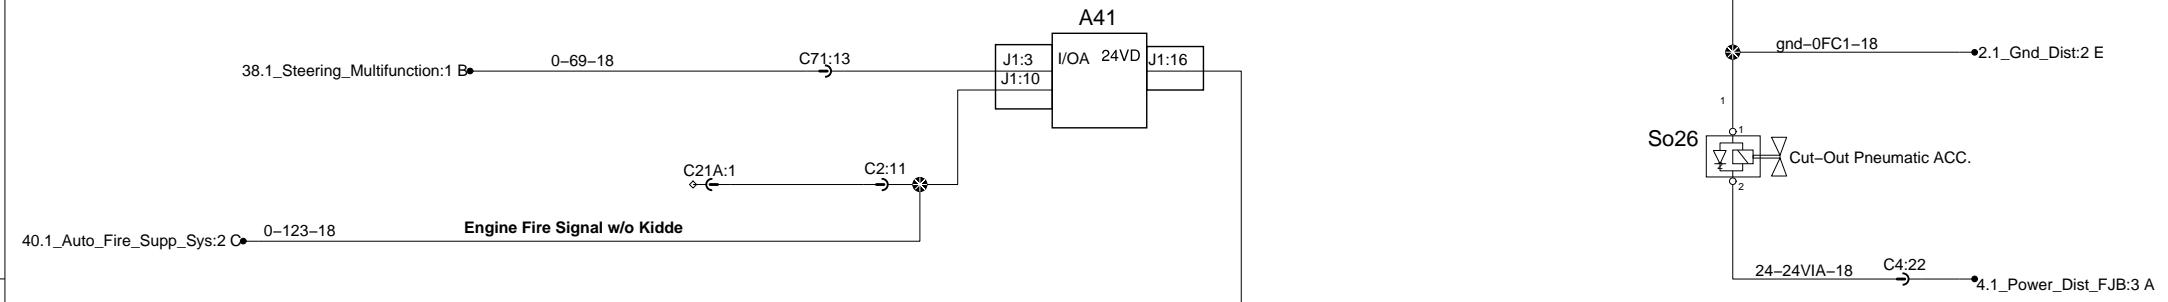 A41
gnd–0FC1–18
2.1_Gnd_Dist:2 E
38.1_Steering_Multifunction:1 B
0–69–18
C71:13
J1:3
I/OA
24VD
J1:16
J1:10
1
So26
1
2
Cut–Out Pneumatic ACC.
2
C21A:1
C2:11
40.1_Auto_Fire_Supp_Sys:2 C
0–123–18
Engine Fire Signal w/o Kidde
24–24VIA–18
C4:22
4.1_Power_Dist_FJB:3 A